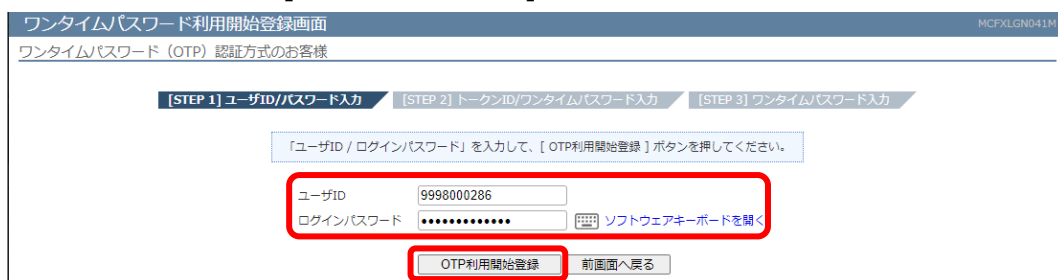 ワンタイムパスワード利用開始登録画面 MCFXLGN041M
ワンタイムパスワード（OTP）認証方式のお客様
[STEP 1] ユーザID/パスワード入力 [STEP 2] トークンID/ワンタイムパスワード入力 [STEP 3] ワンタイムパスワード入力
「ユーザID / ログインパスワード」を入力して、[ OTP利用開始登録 ] ボタンを押してください。
ユーザID 9998000286
ログインパスワード ••••••••••••• ソフトウェアキーボードを開く
OTP利用開始登録 前画面へ戻る